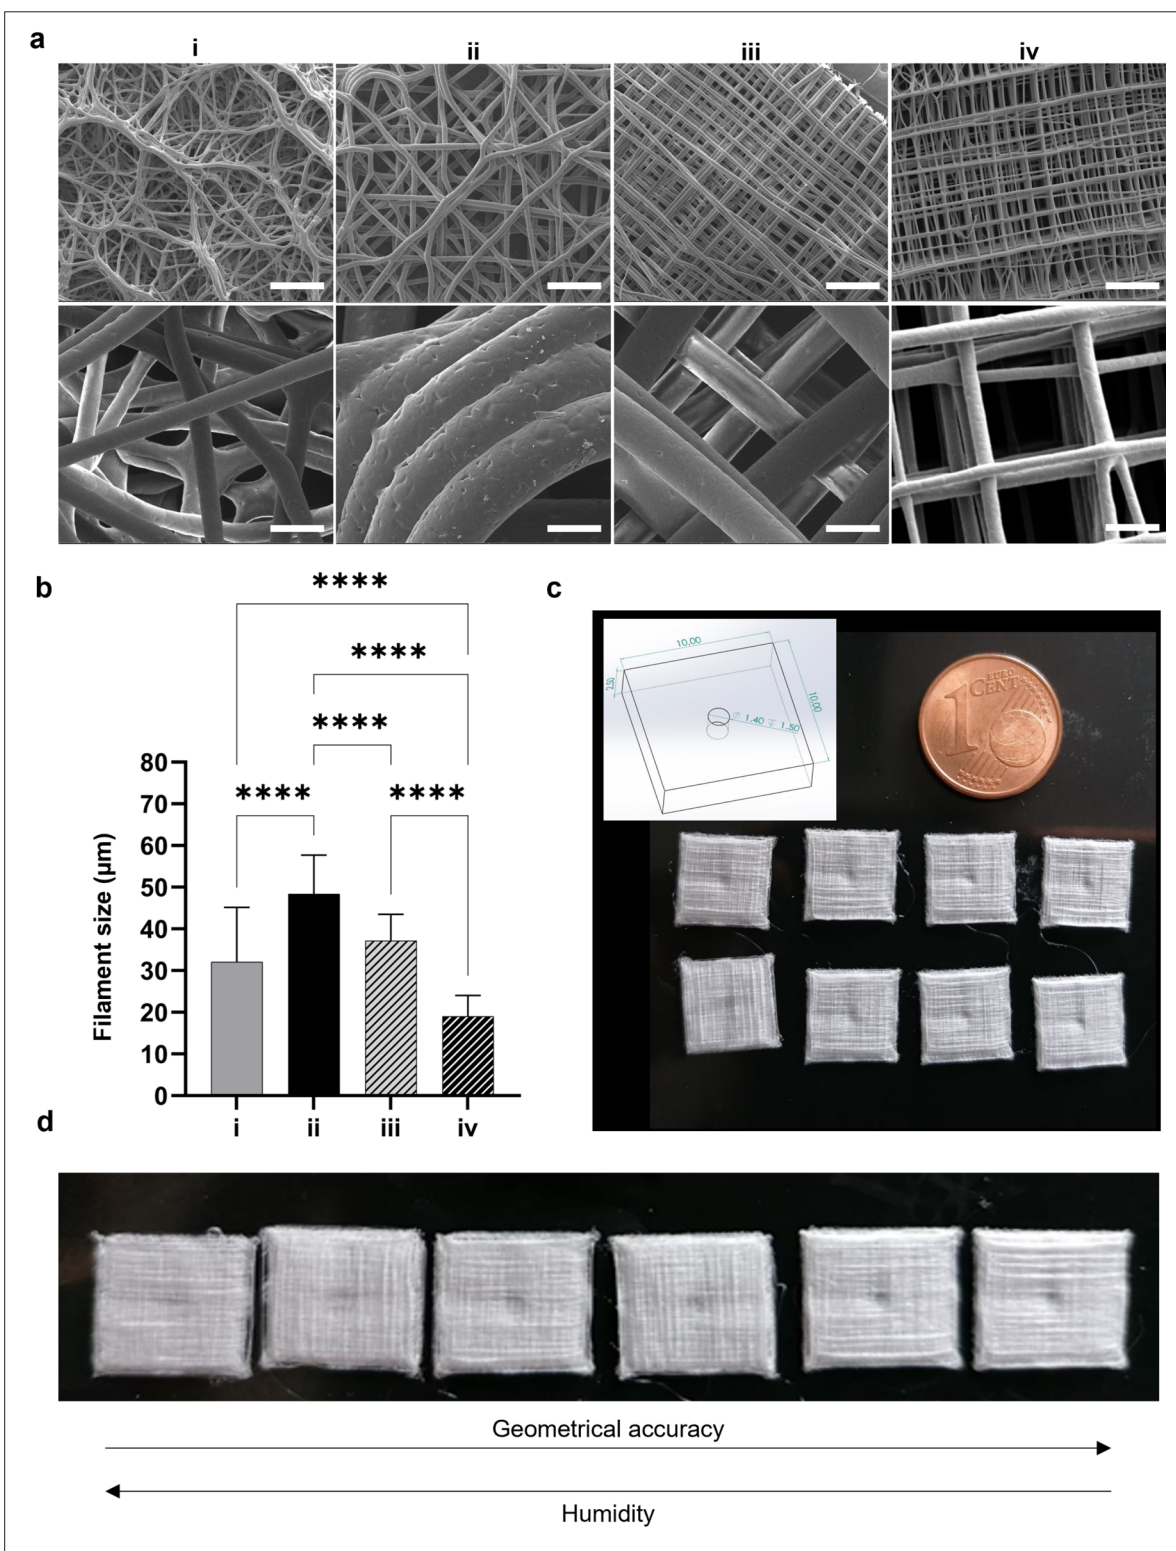 a
i ii iii iv
b
****
****
****
**** ****
80
70
60
50
40
30
20
10
0
Filament size (μm)
i ii iii iv
c
10.00
2.50
10.00
∅ 1.40 ↧ 1.50
1 EURO
CENT
d
Geometrical accuracy
Humidity